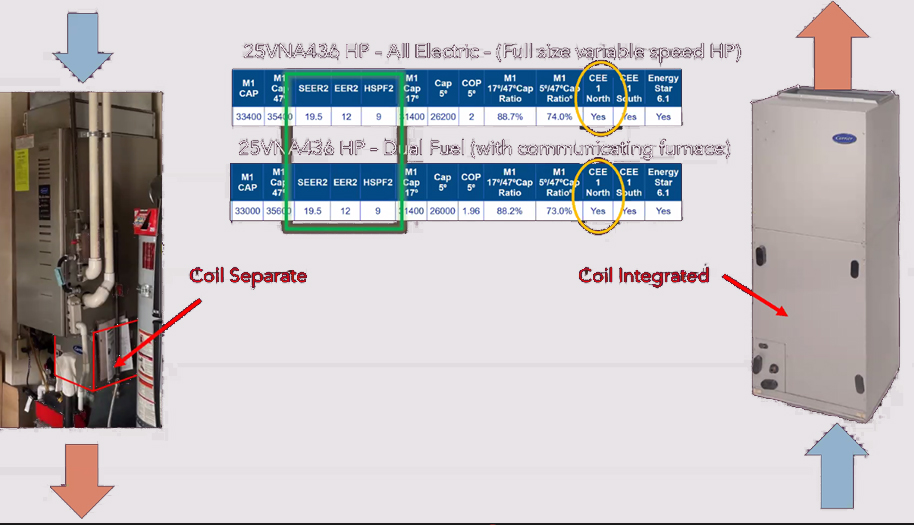 25VNA436 HP - All Electric - (Full size variable speed HP)
M1 CAP M1 Cap 47° SEER2 EER2 HSPF2 M1 Cap 17° Cap 5° COP 5° M1 17°/47°Cap Ratio M1 5°/47°Cap Ratio° CEE 1 North CEE 1 South Energy Star 6.1
33400 35400 19.5 12 9 31400 26200 2 88.7% 74.0% Yes Yes Yes
25VNA436 HP - Dual Fuel (with communicating furnace)
M1 CAP M1 Cap 47° SEER2 EER2 HSPF2 M1 Cap 17° Cap 5° COP 5° M1 17°/47°Cap Ratio M1 5°/47°Cap Ratio° CEE 1 North CEE 1 South Energy Star 6.1
33000 35600 19.5 12 9 31400 26000 1.96 88.2% 73.0% Yes Yes Yes
Coil Separate
Coil Integrated
Carrier